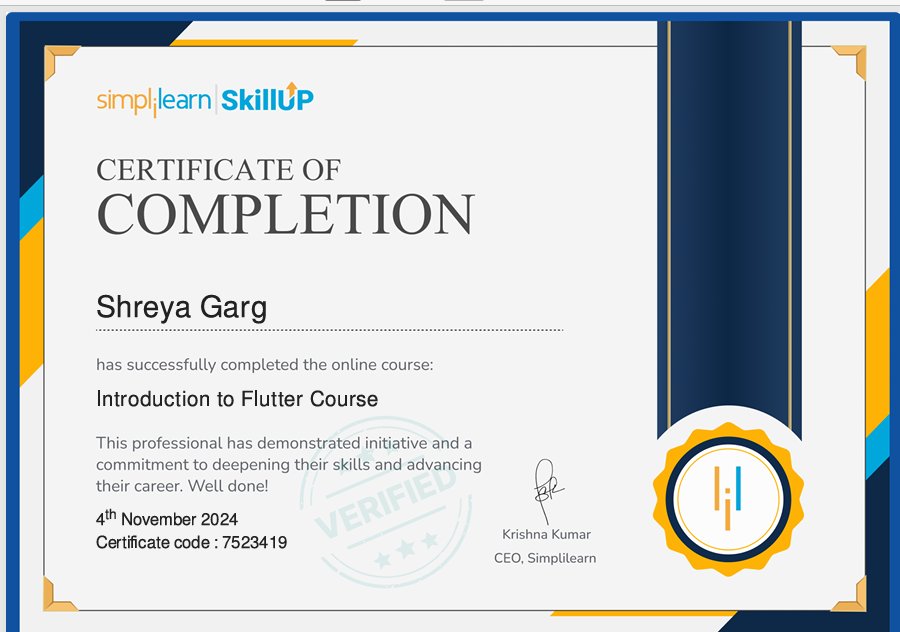 simplilearn | SkillUP
CERTIFICATE OF
COMPLETION
Shreya Garg
has successfully completed the online course:
Introduction to Flutter Course
This professional has demonstrated initiative and a
commitment to deepening their skills and advancing
their career. Well done!
VERIFIED
4th November 2024
Certificate code : 7523419
Krishna Kumar
CEO, Simplilearn